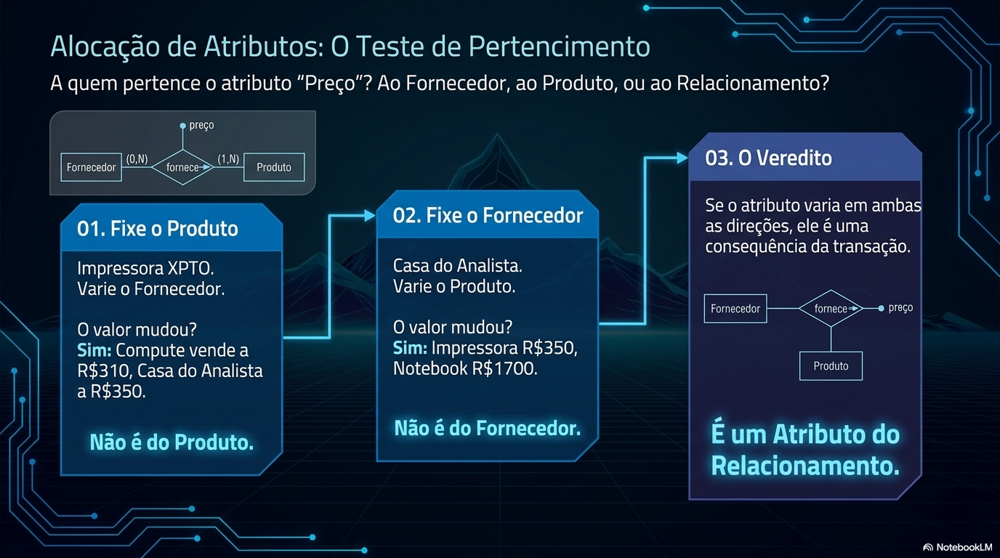 Alocação de Atributos: O Teste de Pertencimento
A quem pertence o atributo “Preço”? Ao Fornecedor, ao Produto, ou ao Relacionamento?
preço
Fornecedor
(0,N)
fornece
(1,N)
Produto
01. Fixe o Produto
Impressora XPTO.
Varie o Fornecedor.
O valor mudou?
Sim: Compute vende a
R$310, Casa do Analista
a R$350.
Não é do Produto.
02. Fixe o Fornecedor
Casa do Analista.
Varie o Produto.
O valor mudou?
Sim: Impressora R$350,
Notebook R$1700.
Não é do Fornecedor.
03. O Veredito
Se o atributo varia em ambas
as direções, ele é uma
consequência da transação.
Fornecedor
fornece
preço
Produto
É um Atributo do
Relacionamento.
NotebookLM